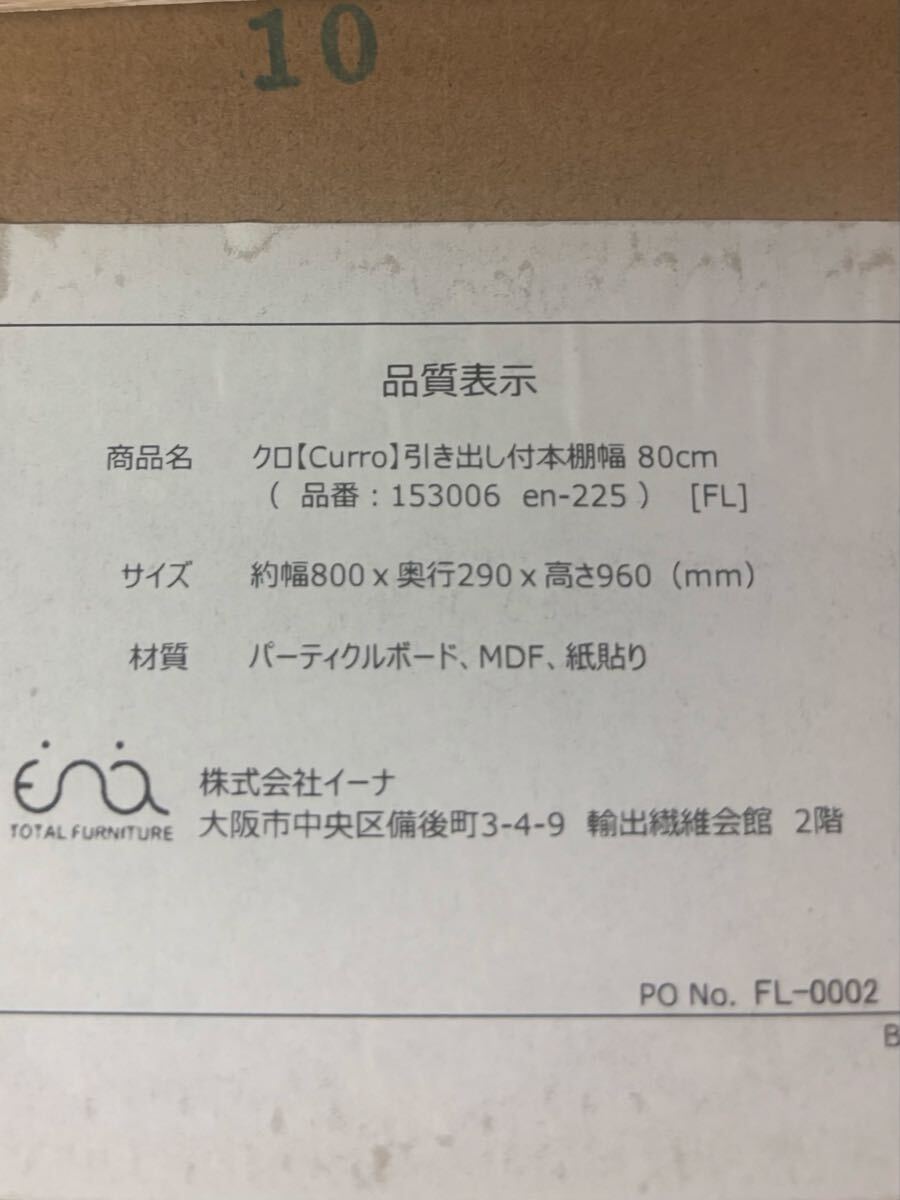 10
品質表示
商品名 クロ【Curro】引き出し付本棚幅 80cm
（ 品番：153006 en-225 ） [FL]
サイズ 約幅800 x 奥行290 x 高さ960（mm）
材質 パーティクルボード、MDF、紙貼り
ena 株式会社イーナ
TOTAL FURNITURE 大阪市中央区備後町3-4-9 輸出繊維会館 2階
PO No. FL-0002
B